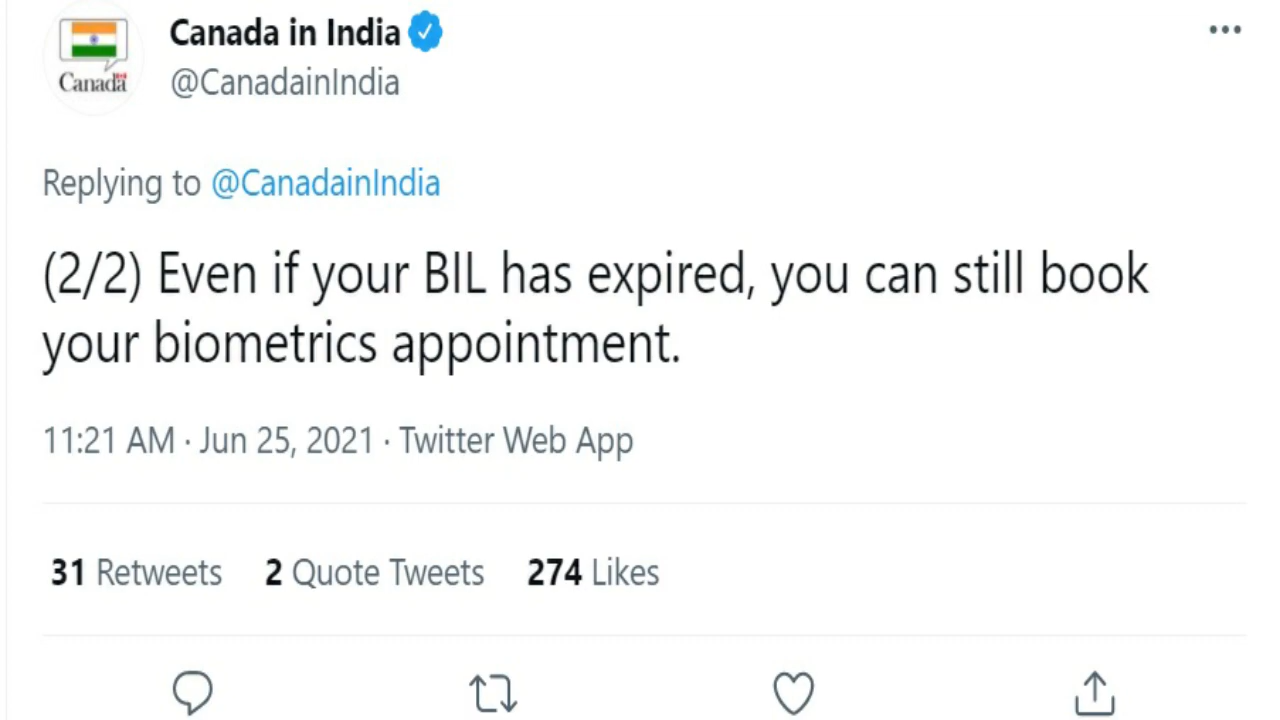 Canada in India
Canada
@CanadainIndia
Replying to @CanadainIndia
(2/2) Even if your BIL has expired, you can still book
your biometrics appointment.
11:21 AM · Jun 25, 2021 · Twitter Web App
31 Retweets 2 Quote Tweets 274 Likes